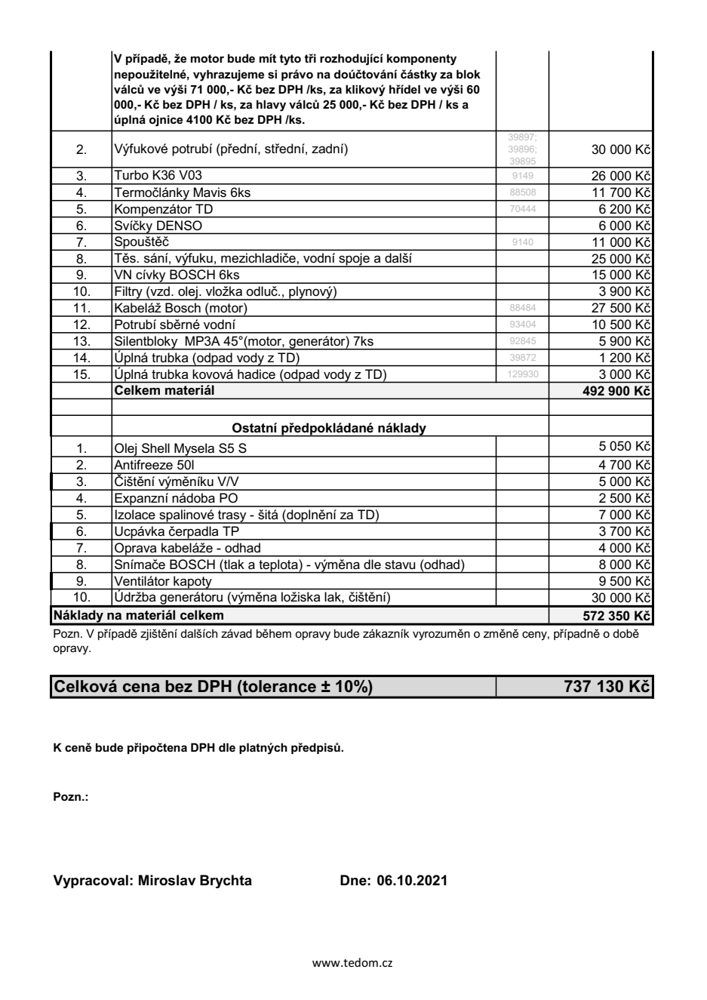 V případě, že motor bude mít tyto tři rozhodující komponenty
nepoužitelné, vyhrazujeme si právo na doúčtování částky za blok
válců ve výši 71 000,- Kč bez DPH /ks, za klikový hřídel ve výši 60
000,- Kč bez DPH / ks, za hlavy válců 25 000,- Kč bez DPH / ks a
úplná ojnice 4100 Kč bez DPH /ks.
2. Výfukové potrubí (přední, střední, zadní) 39897; 39896; 39895 30 000 Kč
3. Turbo K36 V03 9149 26 000 Kč
4. Termočlánky Mavis 6ks 88508 11 700 Kč
5. Kompenzátor TD 70444 6 200 Kč
6. Svíčky DENSO 6 000 Kč
7. Spouštěč 9140 11 000 Kč
8. Těs. sání, výfuku, mezichladiče, vodní spoje a další 25 000 Kč
9. VN cívky BOSCH 6ks 15 000 Kč
10. Filtry (vzd. olej. vložka odluč., plynový) 3 900 Kč
11. Kabeláž Bosch (motor) 88484 27 500 Kč
12. Potrubí sběrné vodní 93404 10 500 Kč
13. Silentbloky MP3A 45°(motor, generátor) 7ks 92845 5 900 Kč
14. Úplná trubka (odpad vody z TD) 39872 1 200 Kč
15. Úplná trubka kovová hadice (odpad vody z TD) 129930 3 000 Kč
Celkem materiál 492 900 Kč
Ostatní předpokládané náklady
1. Olej Shell Mysela S5 S 5 050 Kč
2. Antifreeze 50l 4 700 Kč
3. Čištění výměníku V/V 5 000 Kč
4. Expanzní nádoba PO 2 500 Kč
5. Izolace spalinové trasy - šitá (doplnění za TD) 7 000 Kč
6. Ucpávka čerpadla TP 3 700 Kč
7. Oprava kabeláže - odhad 4 000 Kč
8. Snímače BOSCH (tlak a teplota) - výměna dle stavu (odhad) 8 000 Kč
9. Ventilátor kapoty 9 500 Kč
10. Údržba generátoru (výměna ložiska lak, čištění) 30 000 Kč
Náklady na materiál celkem 572 350 Kč
Pozn. V případě zjištění dalších závad během opravy bude zákazník vyrozuměn o změně ceny, případně o době
opravy.
Celková cena bez DPH (tolerance ± 10%) 737 130 Kč
K ceně bude připočtena DPH dle platných předpisů.
Pozn.:
Vypracoval: Miroslav Brychta Dne: 06.10.2021
www.tedom.cz